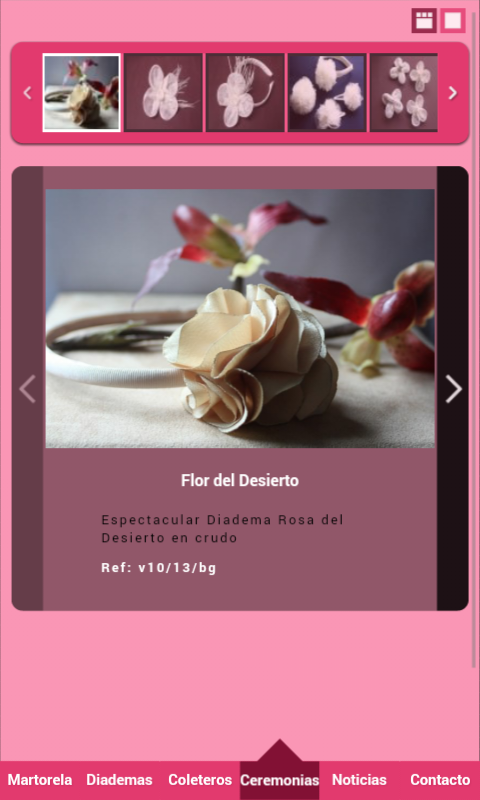 Flor del Desierto
Espectacular Diadema Rosa del
Desierto en crudo
Ref: v10/13/bg
Martorela Diademas Coleteros Ceremonias Noticias Contacto